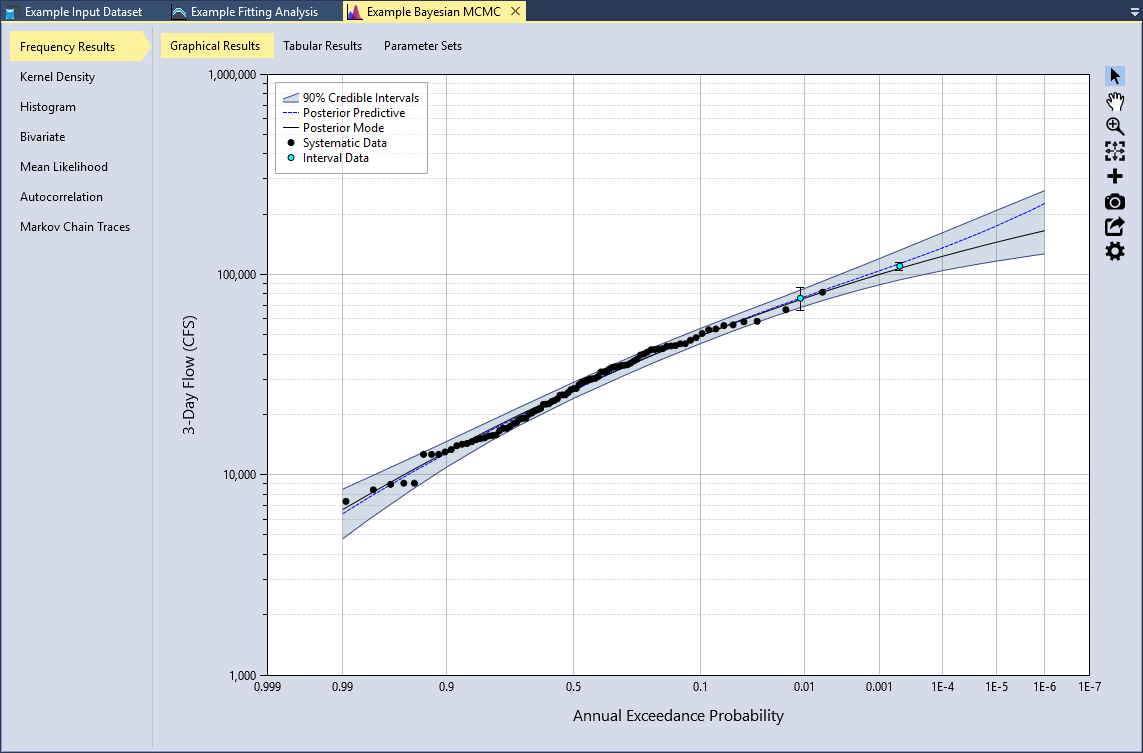 Example Input Dataset
Example Fitting Analysis
Example Bayesian MCMC
Frequency Results
Kernel Density
Histogram
Bivariate
Mean Likelihood
Autocorrelation
Markov Chain Traces
Graphical Results
Tabular Results
Parameter Sets
90% Credible Intervals
Posterior Predictive
Posterior Mode
Systematic Data
Interval Data
3-Day Flow (CFS)
1,000,000
100,000
10,000
1,000
0.999
0.99
0.9
0.5
0.1
0.01
0.001
1E-4
1E-5
1E-6
1E-7
Annual Exceedance Probability